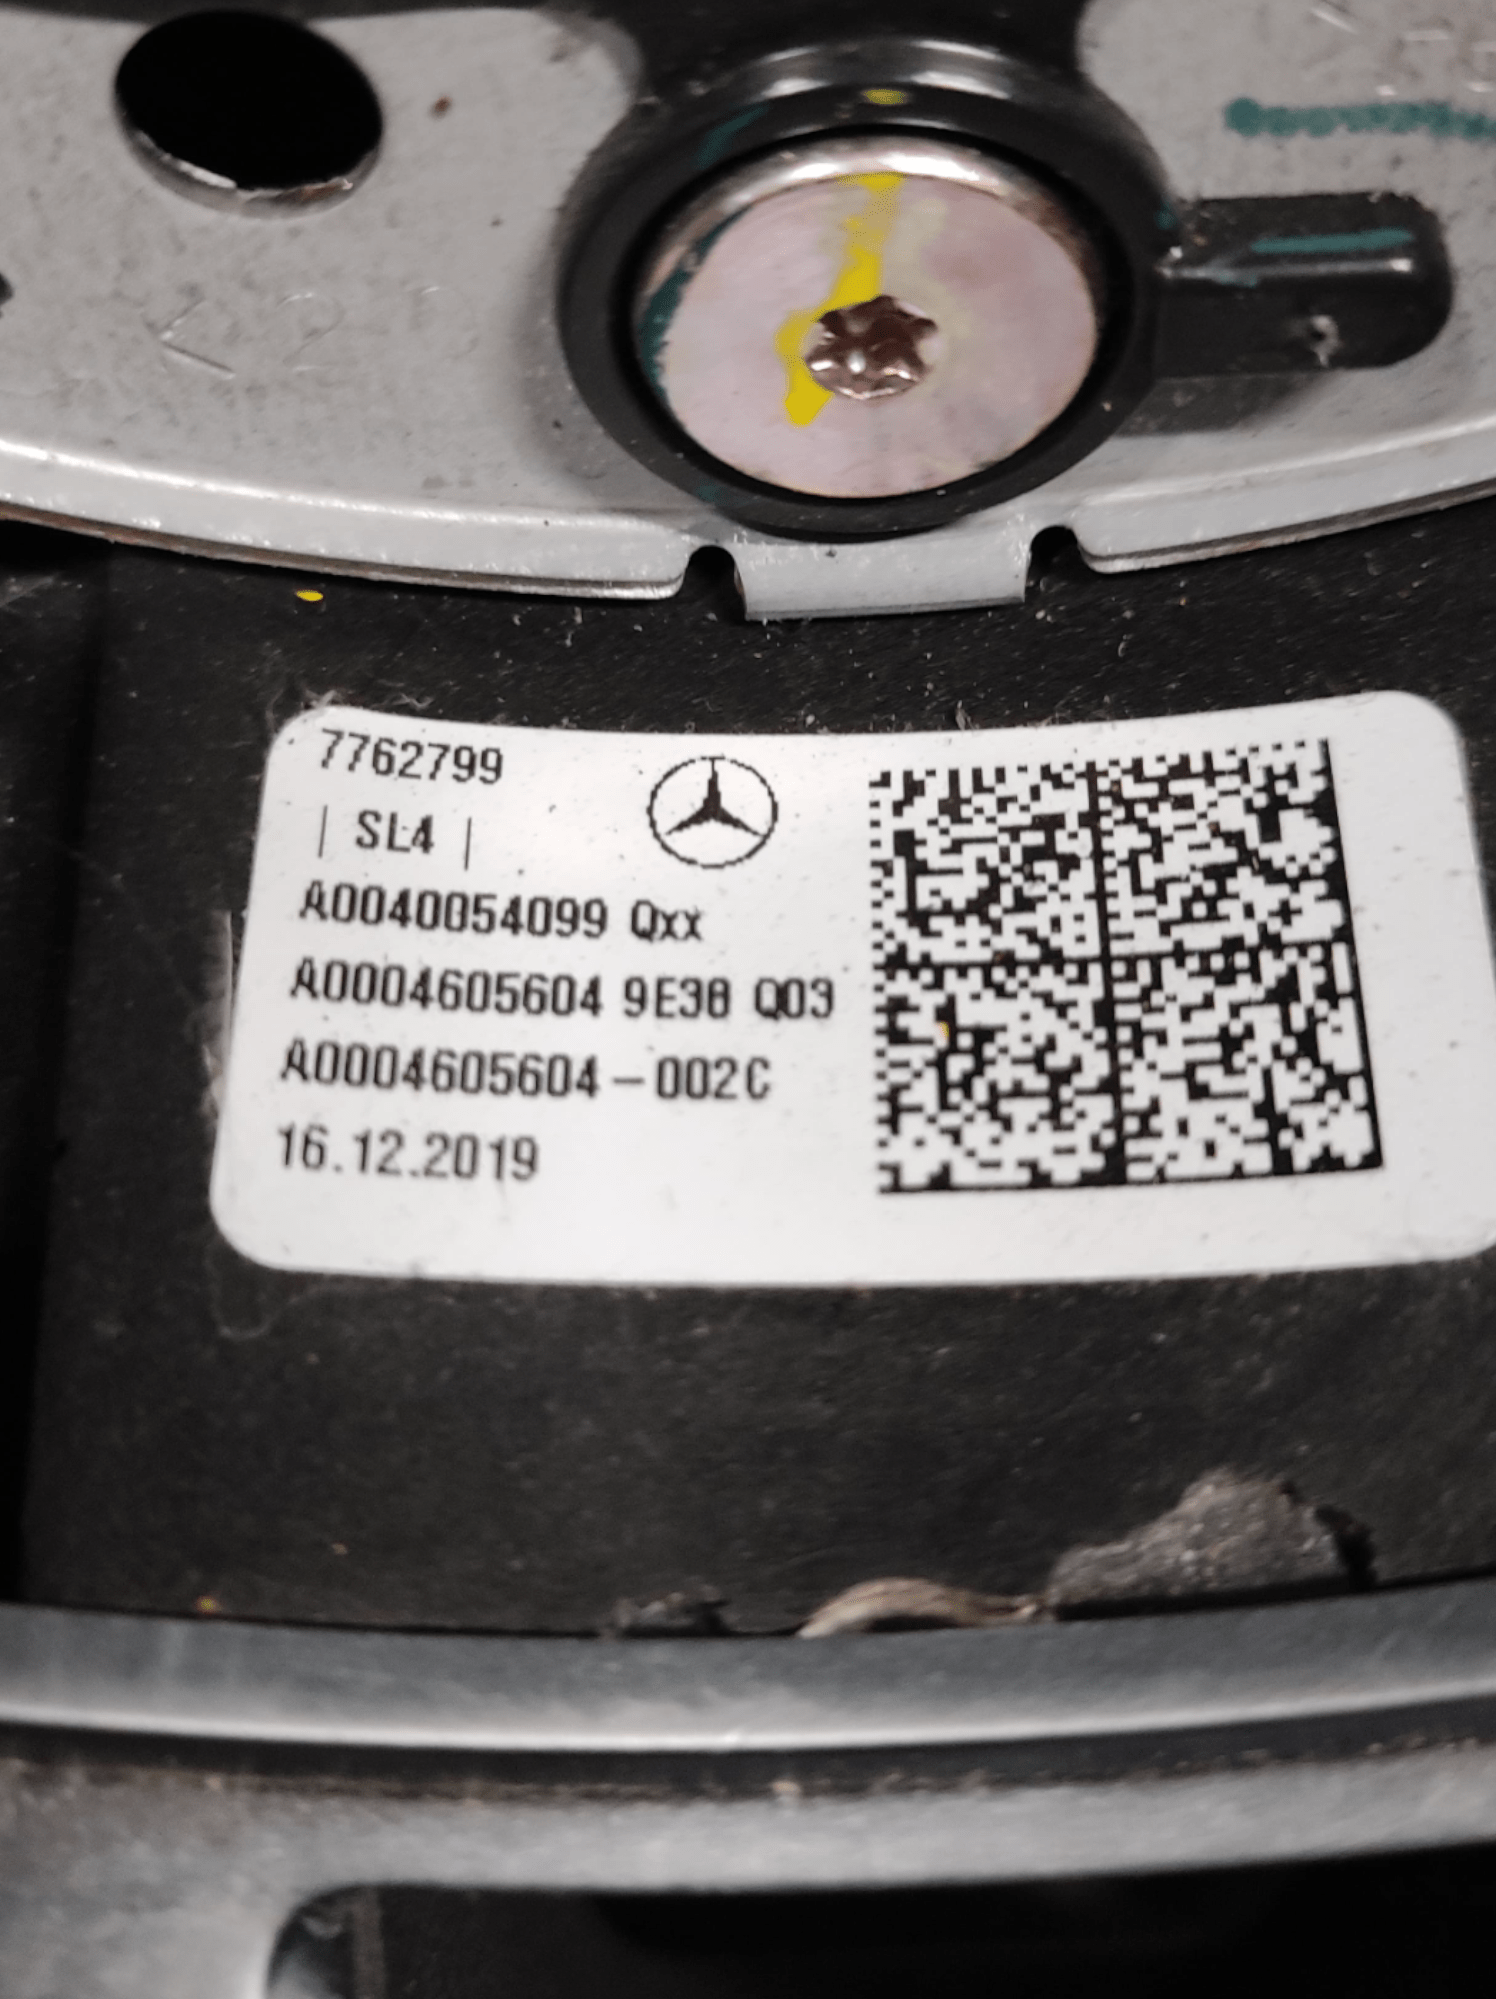 7762799
| SL4 |
A0040054099 Qxx
A0004605604 9E38 Q03
A0004605604-002C
16.12.2019